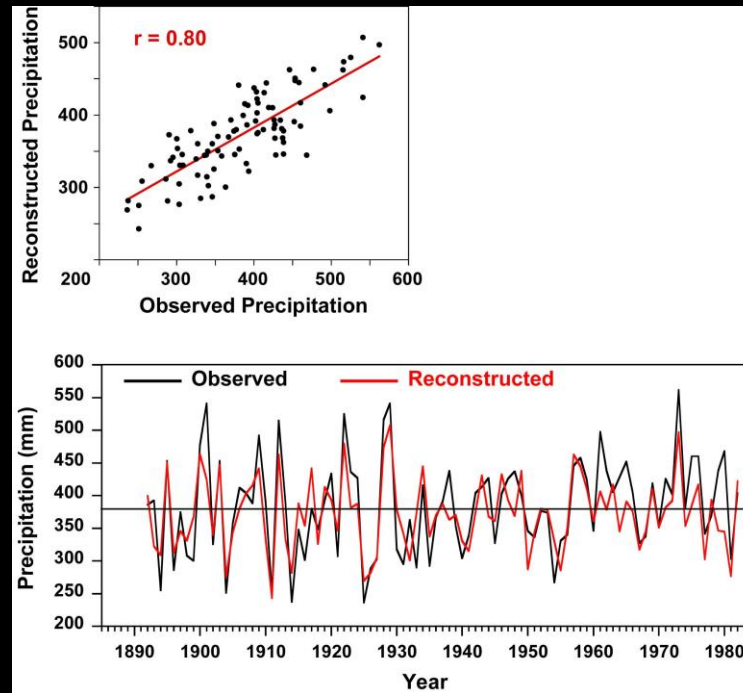 r = 0.80
Reconstructed Precipitation
500
400
300
200
200 300 400 500 600
Observed Precipitation
Observed Reconstructed
Precipitation (mm)
600
550
500
450
400
350
300
250
200
1890 1900 1910 1920 1930 1940 1950 1960 1970 1980
Year